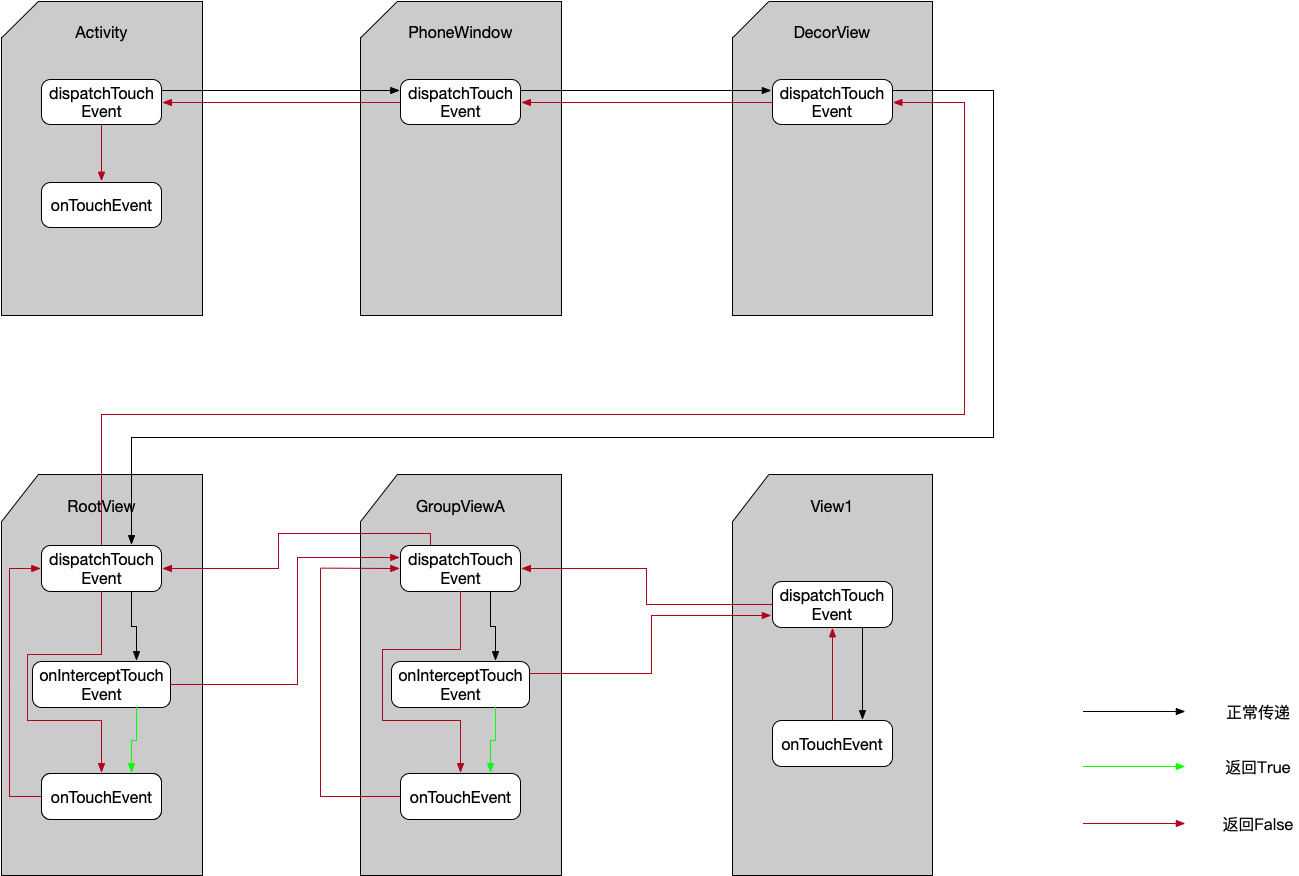 Activity
dispatchTouch
Event
onTouchEvent
PhoneWindow
dispatchTouch
Event
DecorView
dispatchTouch
Event
RootView
dispatchTouch
Event
onInterceptTouch
Event
onTouchEvent
GroupViewA
dispatchTouch
Event
onInterceptTouch
Event
onTouchEvent
View1
dispatchTouch
Event
onTouchEvent
正常传递
返回True
返回False